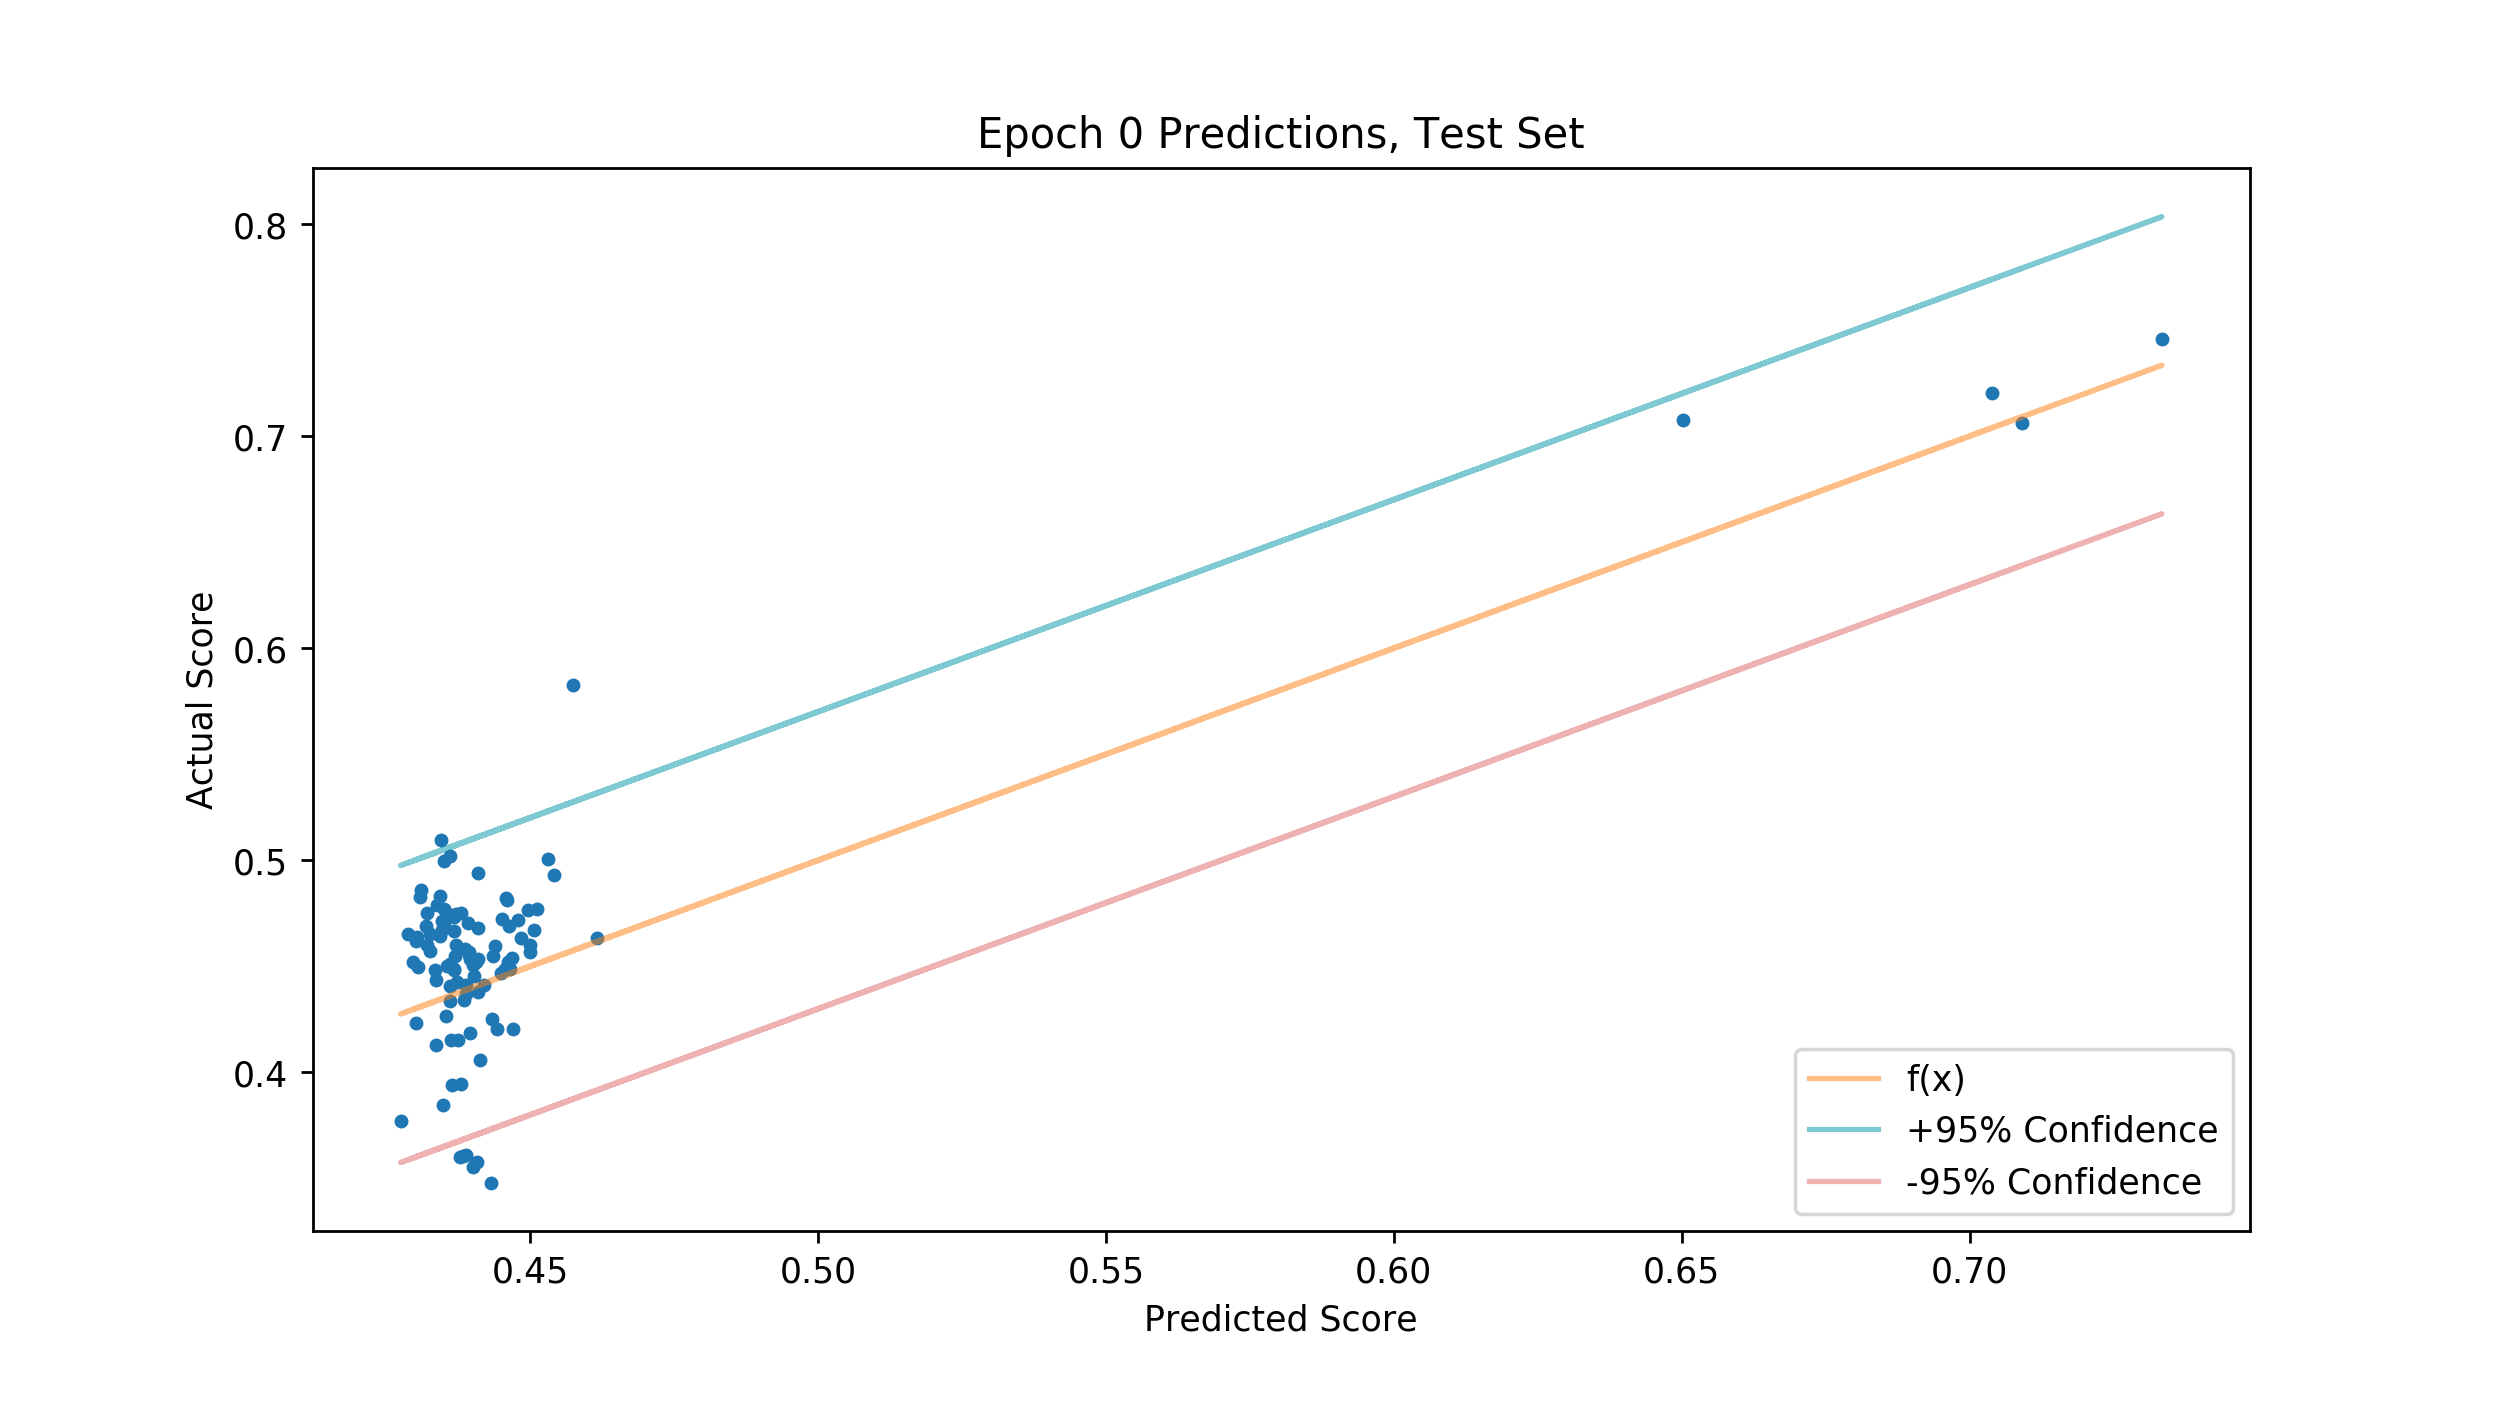 Epoch 0 Predictions, Test Set
0.8
0.7
0.6
0.5
0.4
Actual Score
f(x)
+95% Confidence
-95% Confidence
0.45 0.50 0.55 0.60 0.65 0.70
Predicted Score